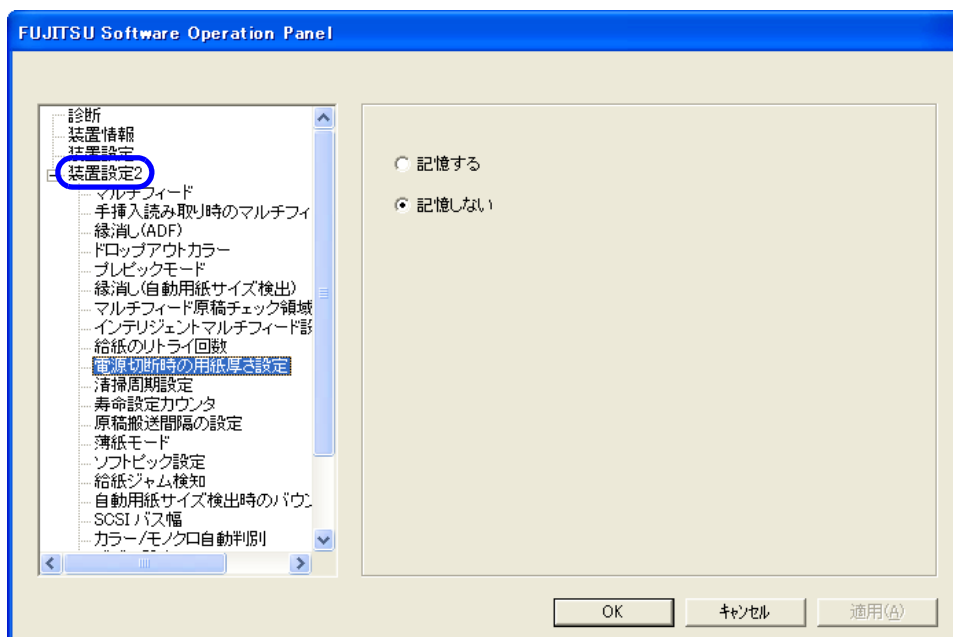 FUJITSU Software Operation Panel
診断
装置情報
装置設定
装置設定2
マルチフィード
手挿入読み取り時のマルチフィ
縁消し(ADF)
ドロップアウトカラー
プレピックモード
縁消し(自動用紙サイズ検出)
マルチフィード原稿チェック領域
インテリジェントマルチフィード設
給紙のリトライ回数
電源切断時の用紙厚さ設定
清掃周期設定
寿命設定カウンタ
原稿搬送間隔の設定
薄紙モード
ソフトピック設定
給紙ジャム検知
自動用紙サイズ検出時のバウン
SCSI バス幅
カラー/モノクロ自動判別
記憶する
記憶しない
OK
キャンセル
適用(A)